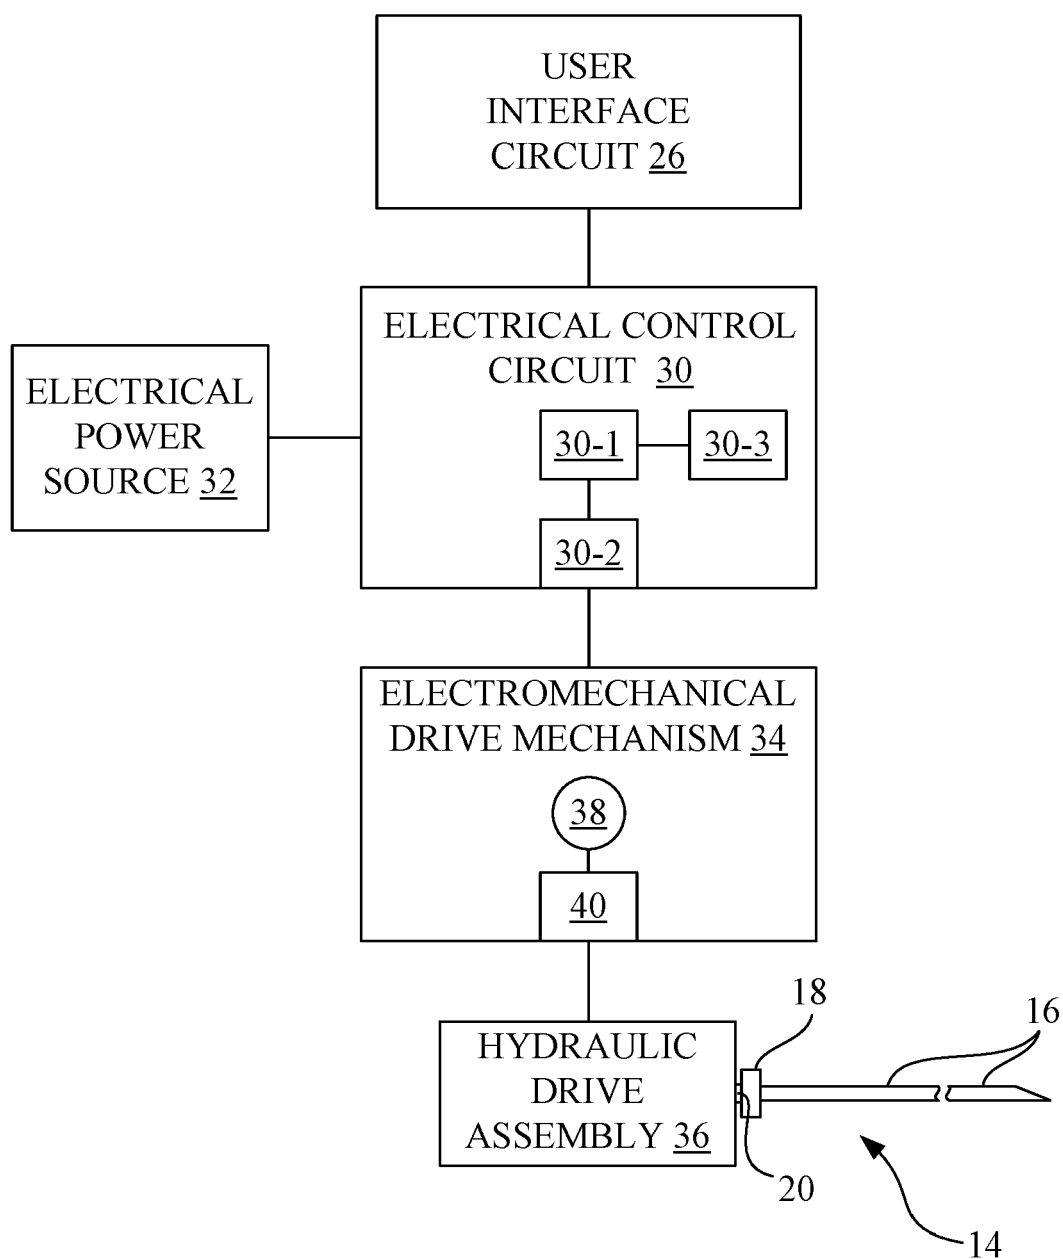 USER
INTERFACE
CIRCUIT 26
ELECTRICAL CONTROL
CIRCUIT 30
ELECTRICAL
POWER
SOURCE 32
30-1
30-3
30-2
ELECTROMECHANICAL
DRIVE MECHANISM 34
38
40
18
16
HYDRAULIC
DRIVE
ASSEMBLY 36
20
14